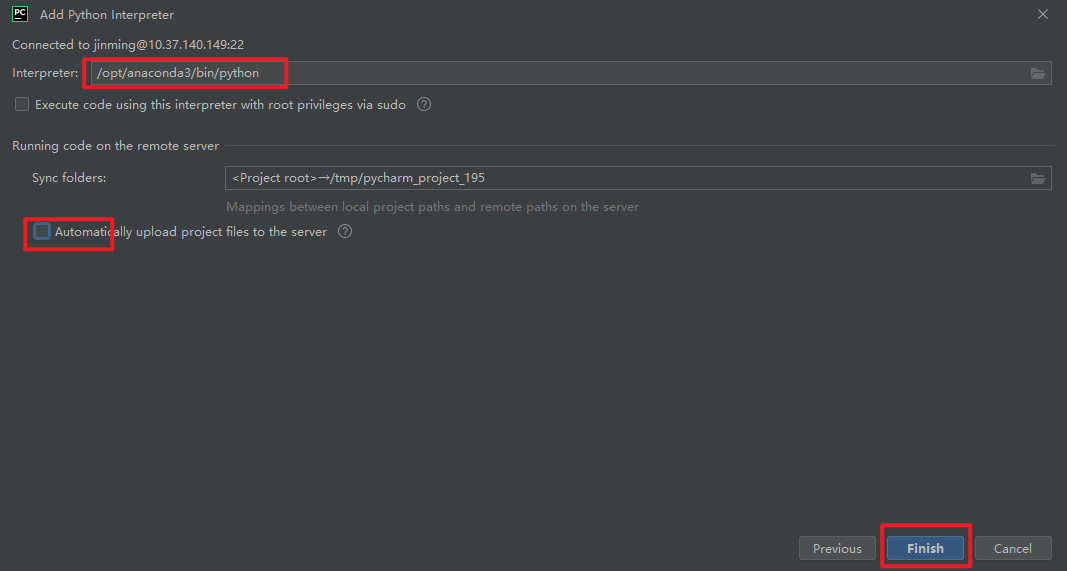 PC Add Python Interpreter
Connected to jinming@10.37.140.149:22
Interpreter: /opt/anaconda3/bin/python
Execute code using this interpreter with root privileges via sudo ?
Running code on the remote server
Sync folders: <Project root>→/tmp/pycharm_project_195
Mappings between local project paths and remote paths on the server
Automatically upload project files to the server ?
Previous Finish Cancel